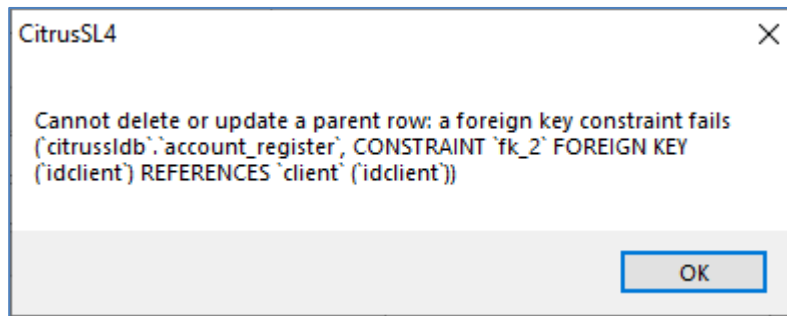 CitrusSL4
Cannot delete or update a parent row: a foreign key constraint fails
(`citrussldb`.`account_register`, CONSTRAINT `fk_2` FOREIGN KEY
(`idclient`) REFERENCES `client` (`idclient`))
OK